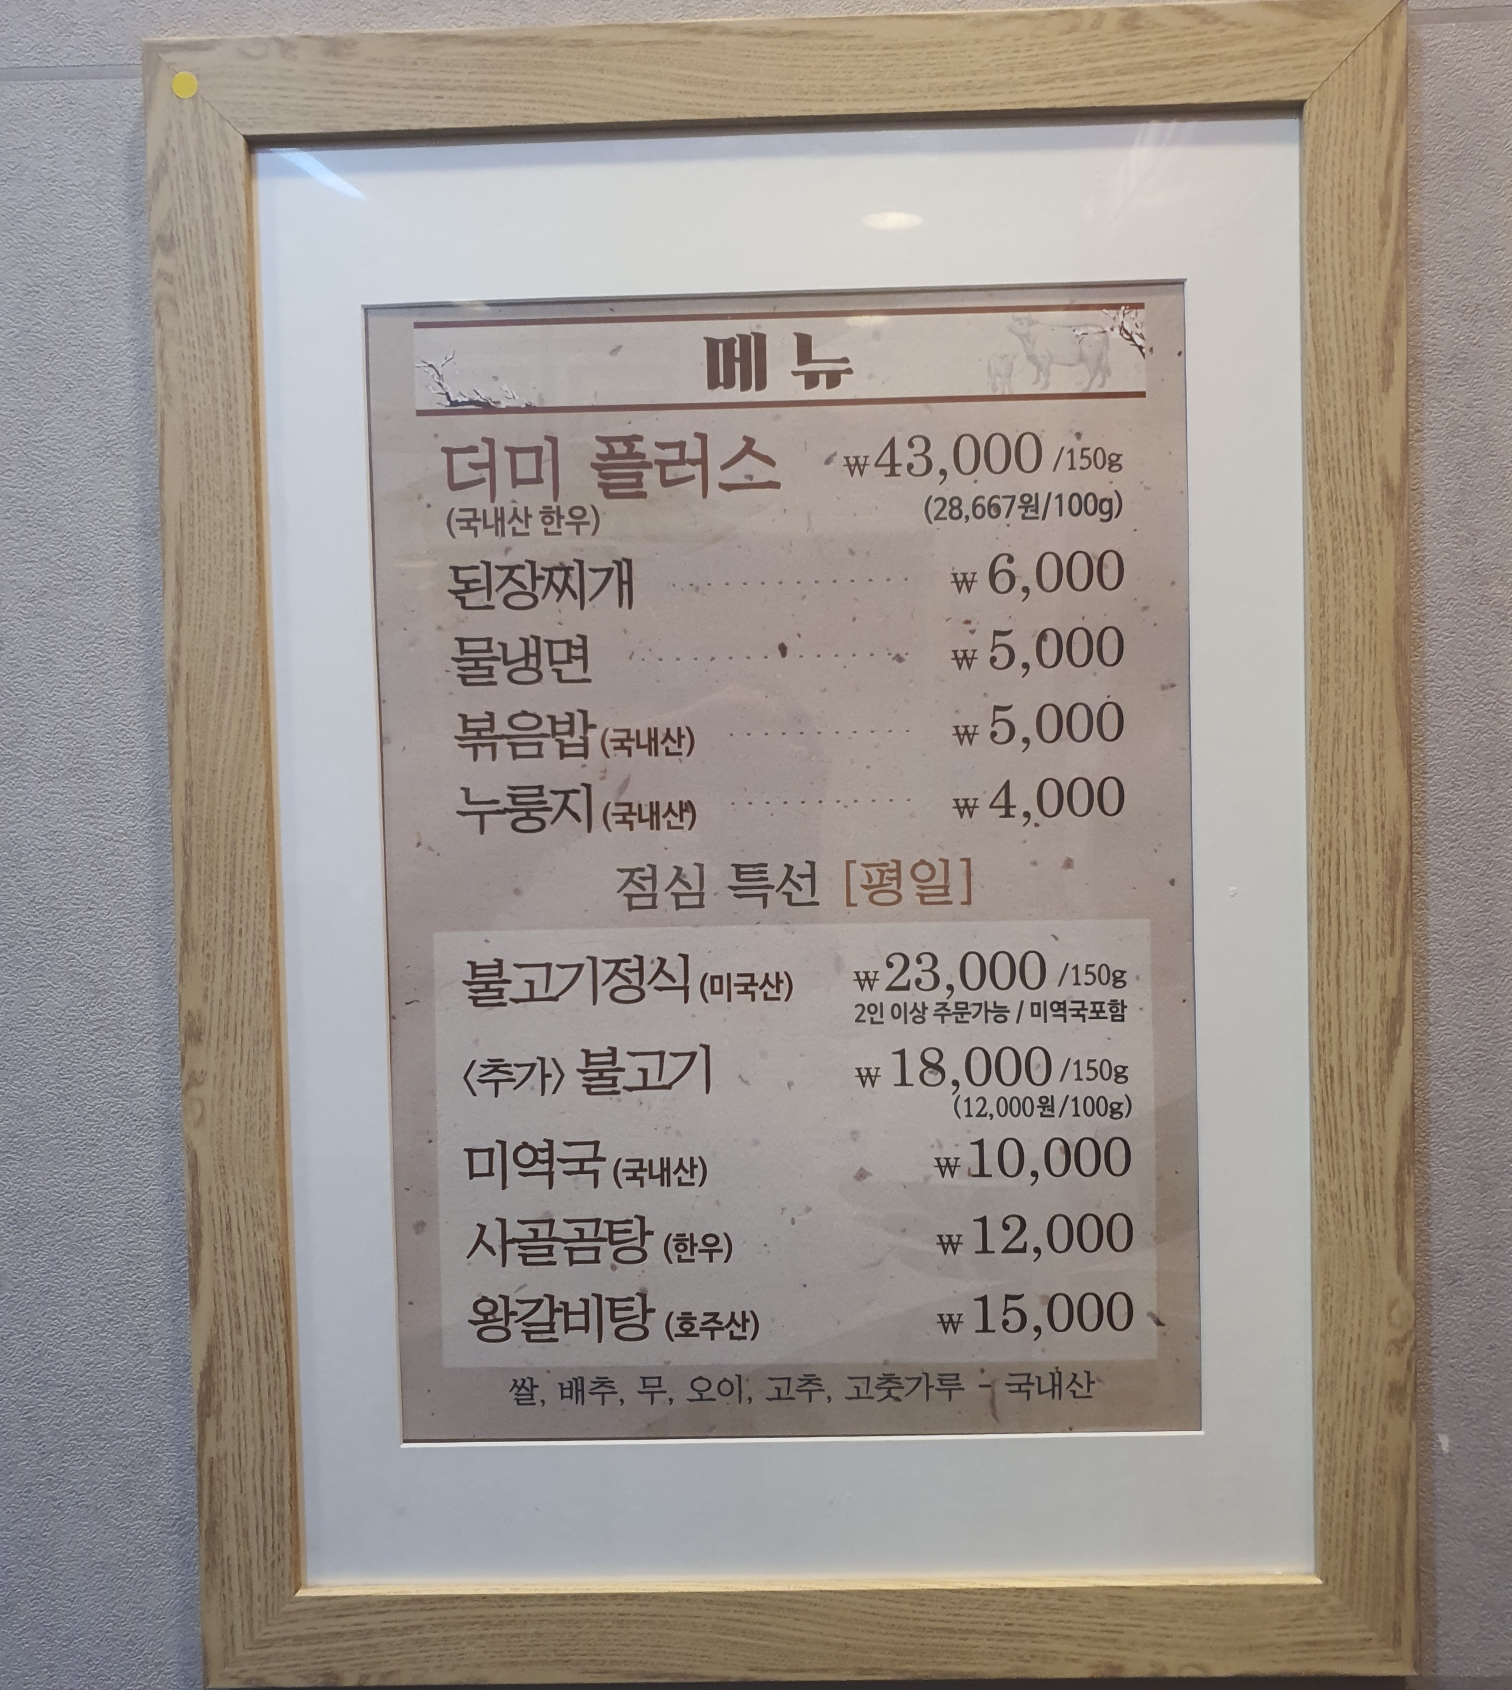 메뉴
더미 플러스 ₩43,000 /150g
(국내산 한우) (28,667원/100g)
된장찌개 ₩6,000
물냉면 ₩5,000
볶음밥(국내산) ₩5,000
누룽지(국내산) ₩4,000
점심 특선 [평일]
불고기정식(미국산) ₩23,000 /150g
2인 이상 주문가능 / 미역국포함
<추가> 불고기 ₩18,000 /150g
(12,000원/100g)
미역국(국내산) ₩10,000
사골곰탕 (한우) ₩12,000
왕갈비탕 (호주산) ₩15,000
쌀, 배추, 무, 오이, 고추, 고춧가루 - 국내산